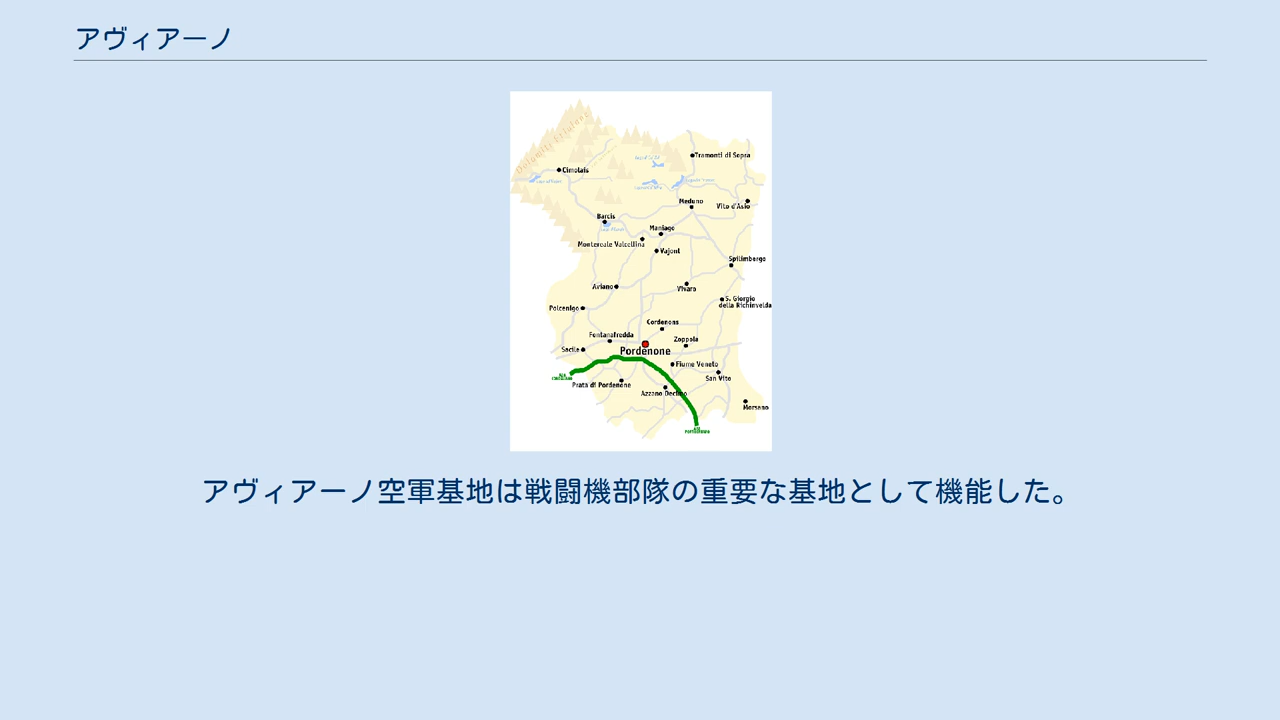 アヴィアーノ
Dolomiti Friulane
Tramonti di Sopra
Cimolais
Meduno
Vito d'Asio
Barcis
Maniago
Montereale Valcellina
Vajont
Spilimbergo
Aviano
Vivaro
S. Giorgio
della Richinvelda
Polcenigo
Cordenons
Fontanafredda
Zoppola
Sacile
Pordenone
Fiume Veneto
San Vito
Prata di Pordenone
Azzano Decimo
Morsano
アヴィアーノ空軍基地は戦闘機部隊の重要な基地として機能した。